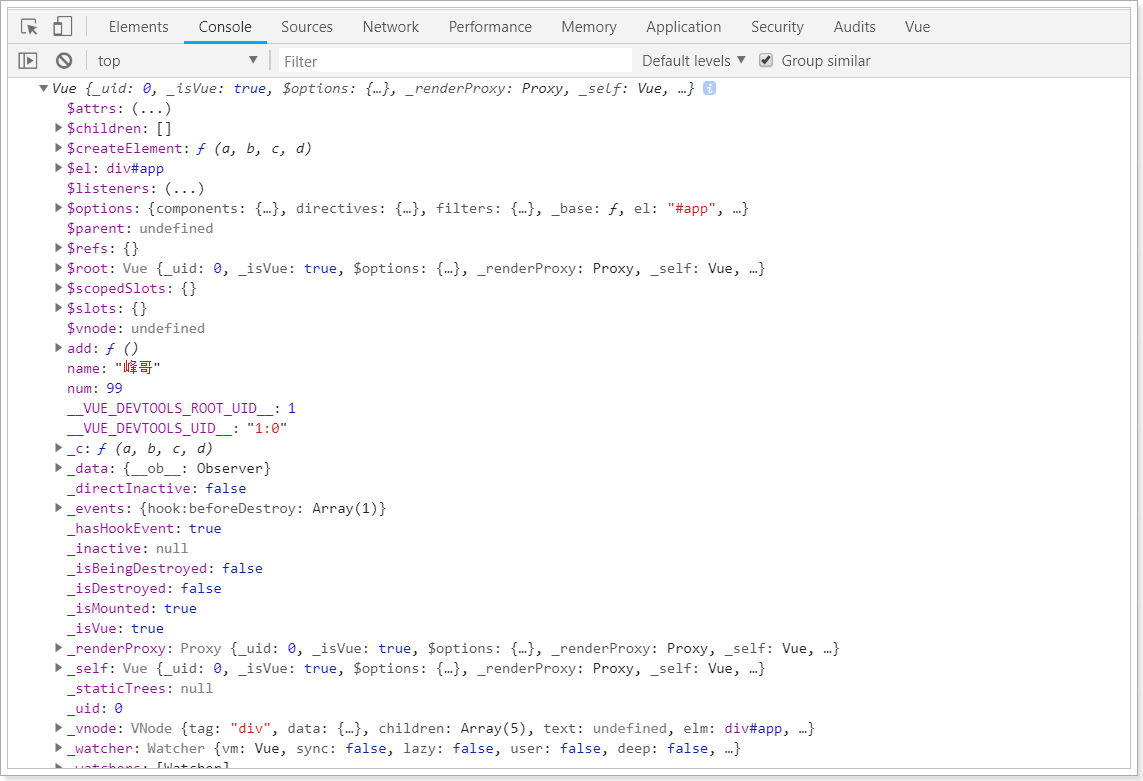 Elements Console Sources Network Performance Memory Application Security Audits Vue
top Filter Default levels Group similar
Vue {_uid: 0, _isVue: true, $options: {…}, _renderProxy: Proxy, _self: Vue, …}
$attrs: (...)
$children: []
$createElement: ƒ (a, b, c, d)
$el: div#app
$listeners: (...)
$options: {components: {…}, directives: {…}, filters: {…}, _base: ƒ, el: "#app", …}
$parent: undefined
$refs: {}
$root: Vue {_uid: 0, _isVue: true, $options: {…}, _renderProxy: Proxy, _self: Vue, …}
$scopedSlots: {}
$slots: {}
$vnode: undefined
add: ƒ ()
name: "峰哥"
num: 99
__VUE_DEVTOOLS_ROOT_UID__: 1
__VUE_DEVTOOLS_UID__: "1:0"
_c: ƒ (a, b, c, d)
_data: {__ob__: Observer}
_directInactive: false
_events: {hook:beforeDestroy: Array(1)}
_hasHookEvent: true
_inactive: null
_isBeingDestroyed: false
_isDestroyed: false
_isMounted: true
_isVue: true
_renderProxy: Proxy {_uid: 0, _isVue: true, $options: {…}, _renderProxy: Proxy, _self: Vue, …}
_self: Vue {_uid: 0, _isVue: true, $options: {…}, _renderProxy: Proxy, _self: Vue, …}
_staticTrees: null
_uid: 0
_vnode: VNode {tag: "div", data: {…}, children: Array(5), text: undefined, elm: div#app, …}
_watcher: Watcher {vm: Vue, sync: false, lazy: false, user: false, deep: false, …}
_watchers: [Watcher]